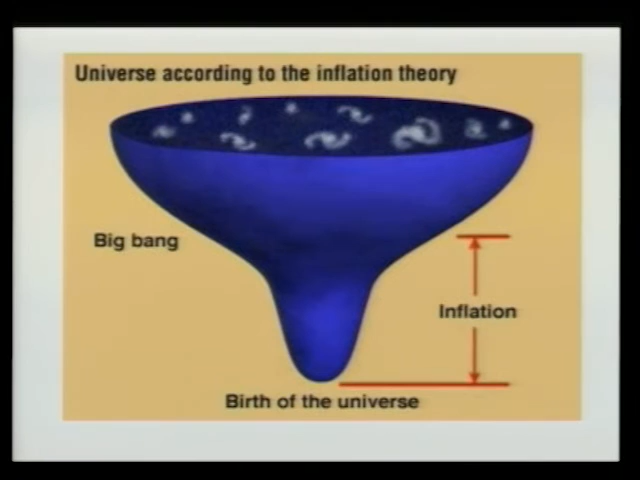 Universe according to the inflation theory
Big bang
Inflation
Birth of the universe